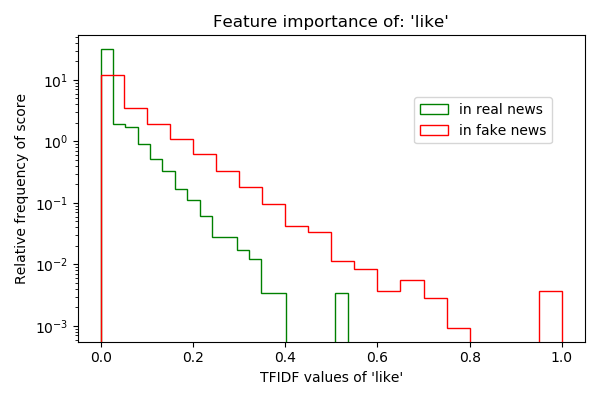 Feature importance of: 'like'
Relative frequency of score
10¹
10⁰
10⁻¹
10⁻²
10⁻³
in real news
in fake news
0.0 0.2 0.4 0.6 0.8 1.0
TFIDF values of 'like'